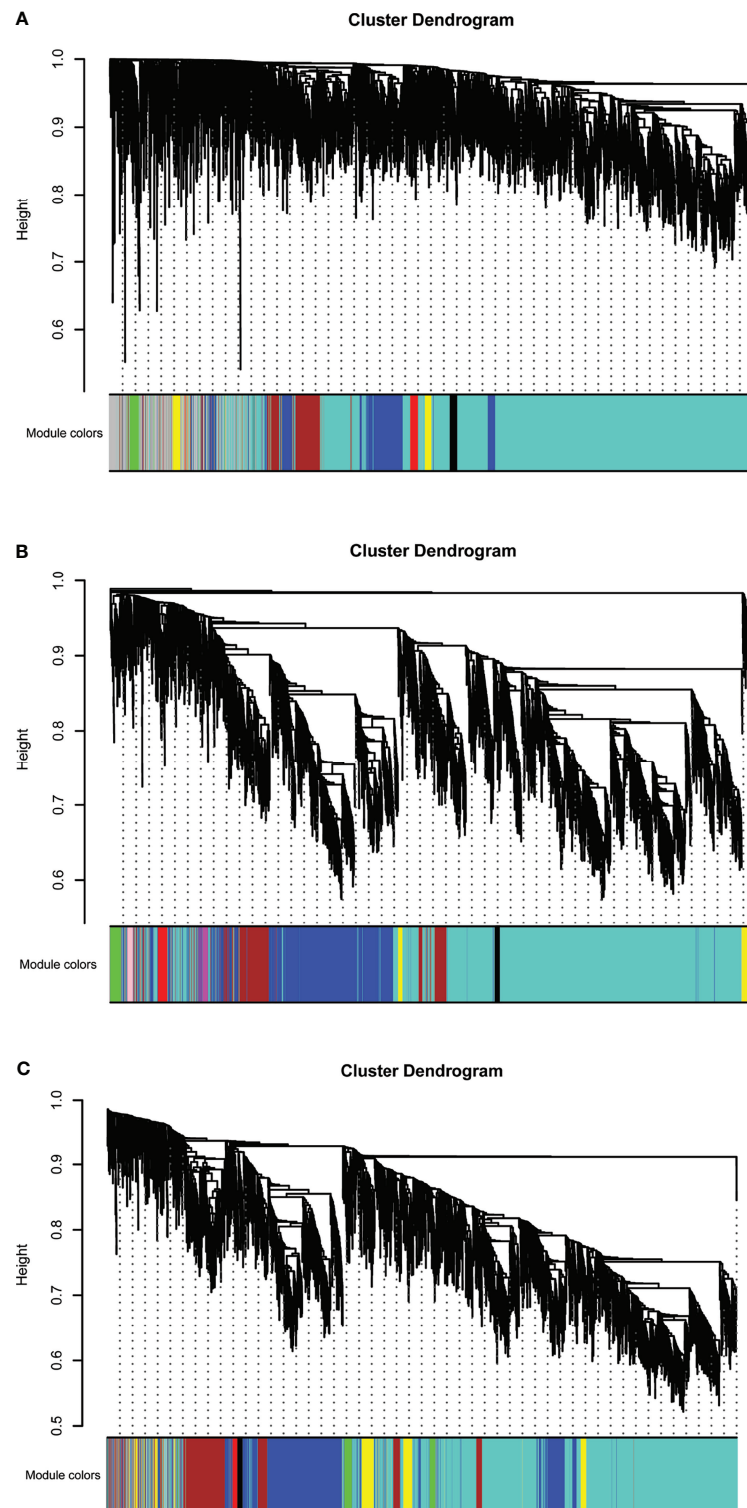 A
Cluster Dendrogram
1.0
0.9
0.8
0.7
0.6
Height
Module colors
B
Cluster Dendrogram
1.0
0.9
0.8
0.7
0.6
Height
Module colors
C
Cluster Dendrogram
1.0
0.9
0.8
0.7
0.6
0.5
Height
Module colors